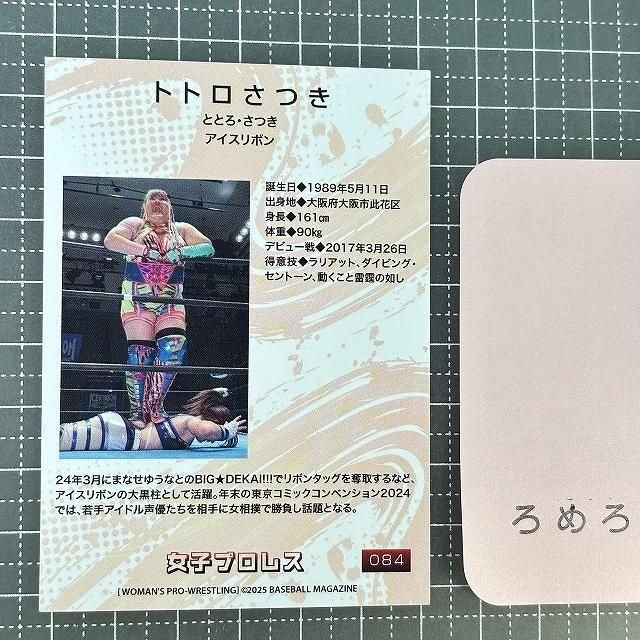 トトロさつき
ととろ・さつき
アイスリボン
誕生日◆1989年5月11日
出身地◆大阪府大阪市此花区
身長◆161㎝
体重◆90㎏
デビュー戦◆2017年3月26日
得意技◆ラリアット、ダイビング・
セントーン、動くこと雷霆の如し
24年3月にまなせゆうなとのBIG★DEKAI!!!でリボンタッグを奪取するなど、
アイスリボンの大黒柱として活躍。年末の東京コミックコンベンション2024
では、若手アイドル声優たちを相手に女相撲で勝負し話題となる。
女子プロレス 084
[WOMAN'S PRO-WRESTLING] ©2025 BASEBALL MAGAZINE
ろめろ